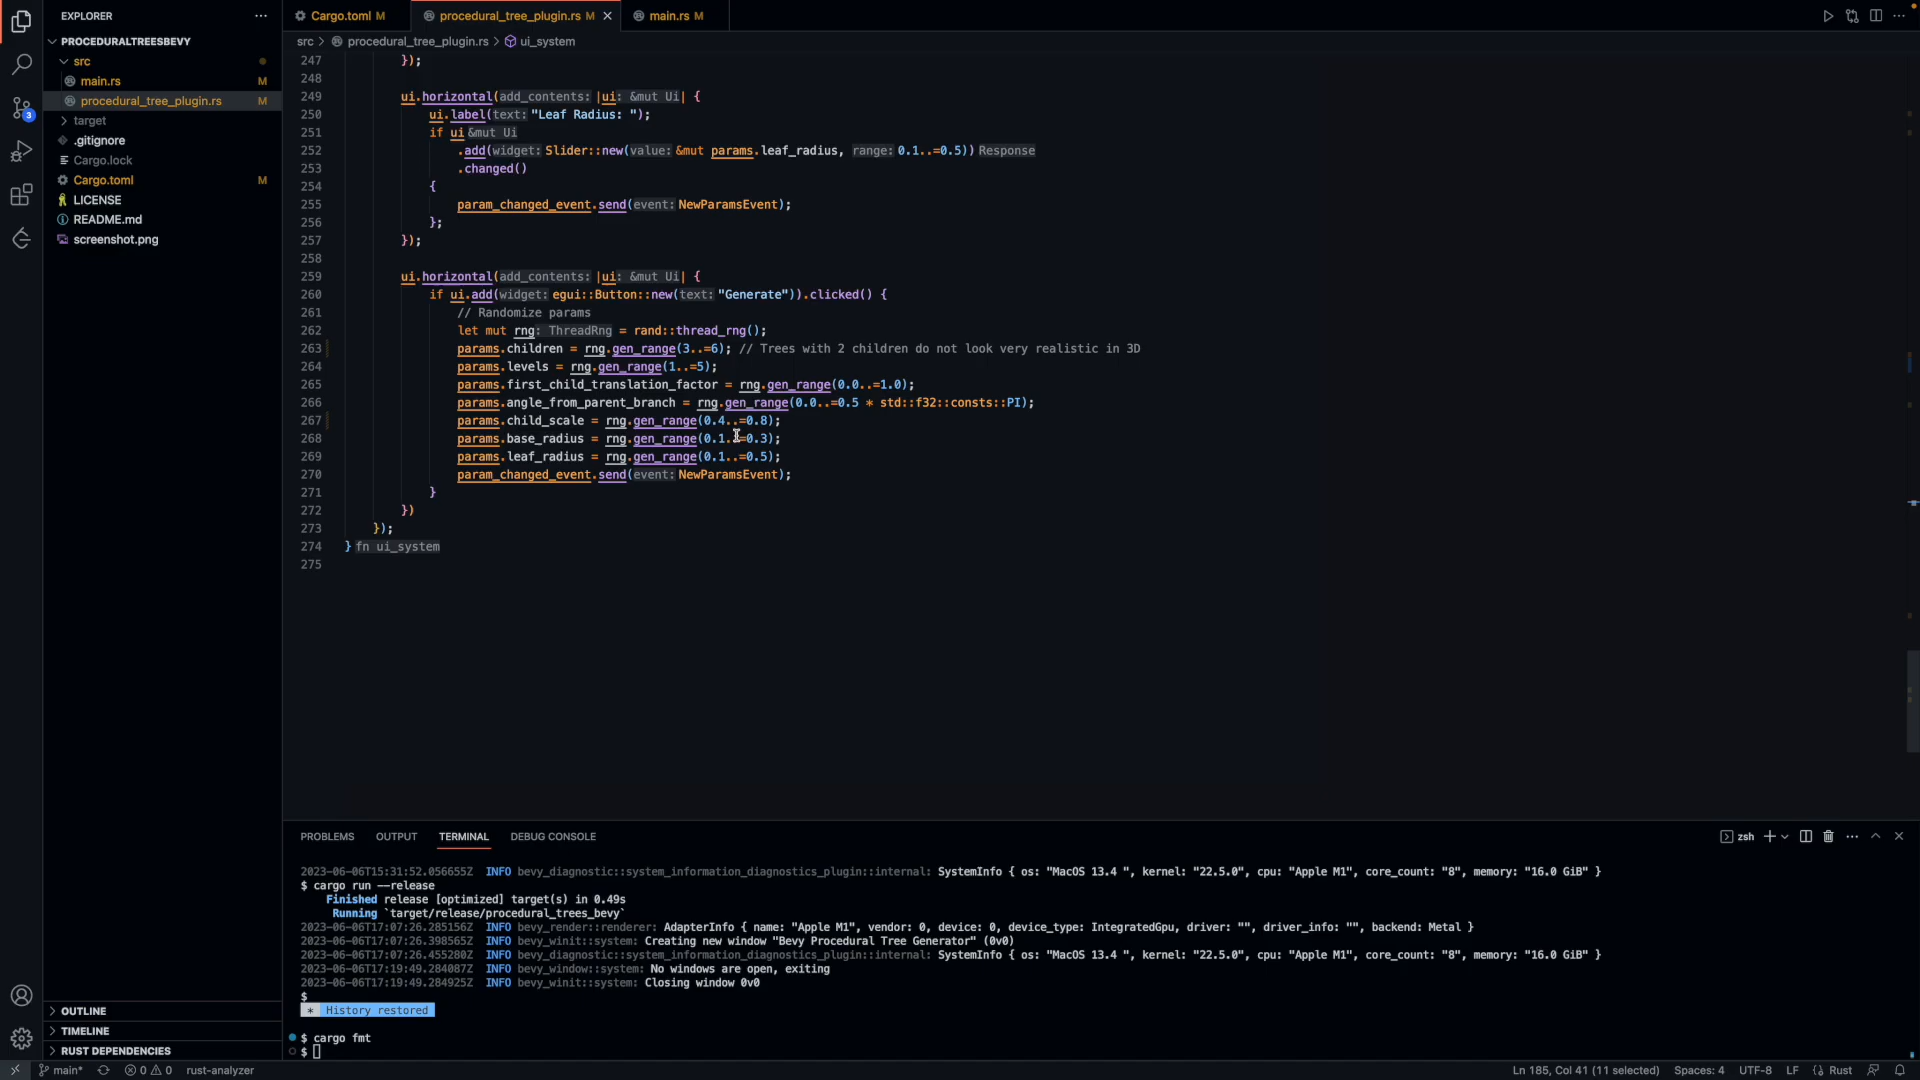 EXPLORER
PROCEDURALTREESBEVY
src
main.rs M
procedural_tree_plugin.rs M
target
.gitignore
Cargo.lock
Cargo.toml M
LICENSE
README.md
screenshot.png
OUTLINE
TIMELINE
RUST DEPENDENCIES
3
Cargo.toml M
procedural_tree_plugin.rs M
main.rs M
src > procedural_tree_plugin.rs > ui_system
247 });
248
249 ui.horizontal(add_contents: |ui: &mut Ui| {
250 ui.label(text: "Leaf Radius: ");
251 if ui &mut Ui
252 .add(widget: Slider::new(value: &mut params.leaf_radius, range: 0.1..=0.5)) Response
253 .changed()
254 {
255 param_changed_event.send(event: NewParamsEvent);
256 };
257 });
258
259 ui.horizontal(add_contents: |ui: &mut Ui| {
260 if ui.add(widget: egui::Button::new(text: "Generate")).clicked() {
261 // Randomize params
262 let mut rng: ThreadRng = rand::thread_rng();
263 params.children = rng.gen_range(3..=6); // Trees with 2 children do not look very realistic in 3D
264 params.levels = rng.gen_range(1..=5);
265 params.first_child_translation_factor = rng.gen_range(0.0..=1.0);
266 params.angle_from_parent_branch = rng.gen_range(0.0..=0.5 * std::f32::consts::PI);
267 params.child_scale = rng.gen_range(0.4..=0.8);
268 params.base_radius = rng.gen_range(0.1..=0.3);
269 params.leaf_radius = rng.gen_range(0.1..=0.5);
270 param_changed_event.send(event: NewParamsEvent);
271 }
272 })
273 });
274 } fn ui_system
275
PROBLEMS OUTPUT TERMINAL DEBUG CONSOLE
zsh
2023-06-06T15:31:52.056655Z INFO bevy_diagnostic::system_information_diagnostics_plugin::internal: SystemInfo { os: "MacOS 13.4 ", kernel: "22.5.0", cpu: "Apple M1", core_count: "8", memory: "16.0 GiB" }
$ cargo run --release
Finished release [optimized] target(s) in 0.49s
Running `target/release/procedural_trees_bevy`
2023-06-06T17:07:26.285156Z INFO bevy_render::renderer: AdapterInfo { name: "Apple M1", vendor: 0, device: 0, device_type: IntegratedGpu, driver: "", driver_info: "", backend: Metal }
2023-06-06T17:07:26.398565Z INFO bevy_winit::system: Creating new window "Bevy Procedural Tree Generator" (0v0)
2023-06-06T17:07:26.455280Z INFO bevy_diagnostic::system_information_diagnostics_plugin::internal: SystemInfo { os: "MacOS 13.4 ", kernel: "22.5.0", cpu: "Apple M1", core_count: "8", memory: "16.0 GiB" }
2023-06-06T17:19:49.284087Z INFO bevy_window::system: No windows are open, exiting
2023-06-06T17:19:49.284925Z INFO bevy_winit::system: Closing window 0v0
$
* History restored
$ cargo fmt
$
main* 0 0 rust-analyzer
Ln 185, Col 41 (11 selected) Spaces: 4 UTF-8 LF Rust